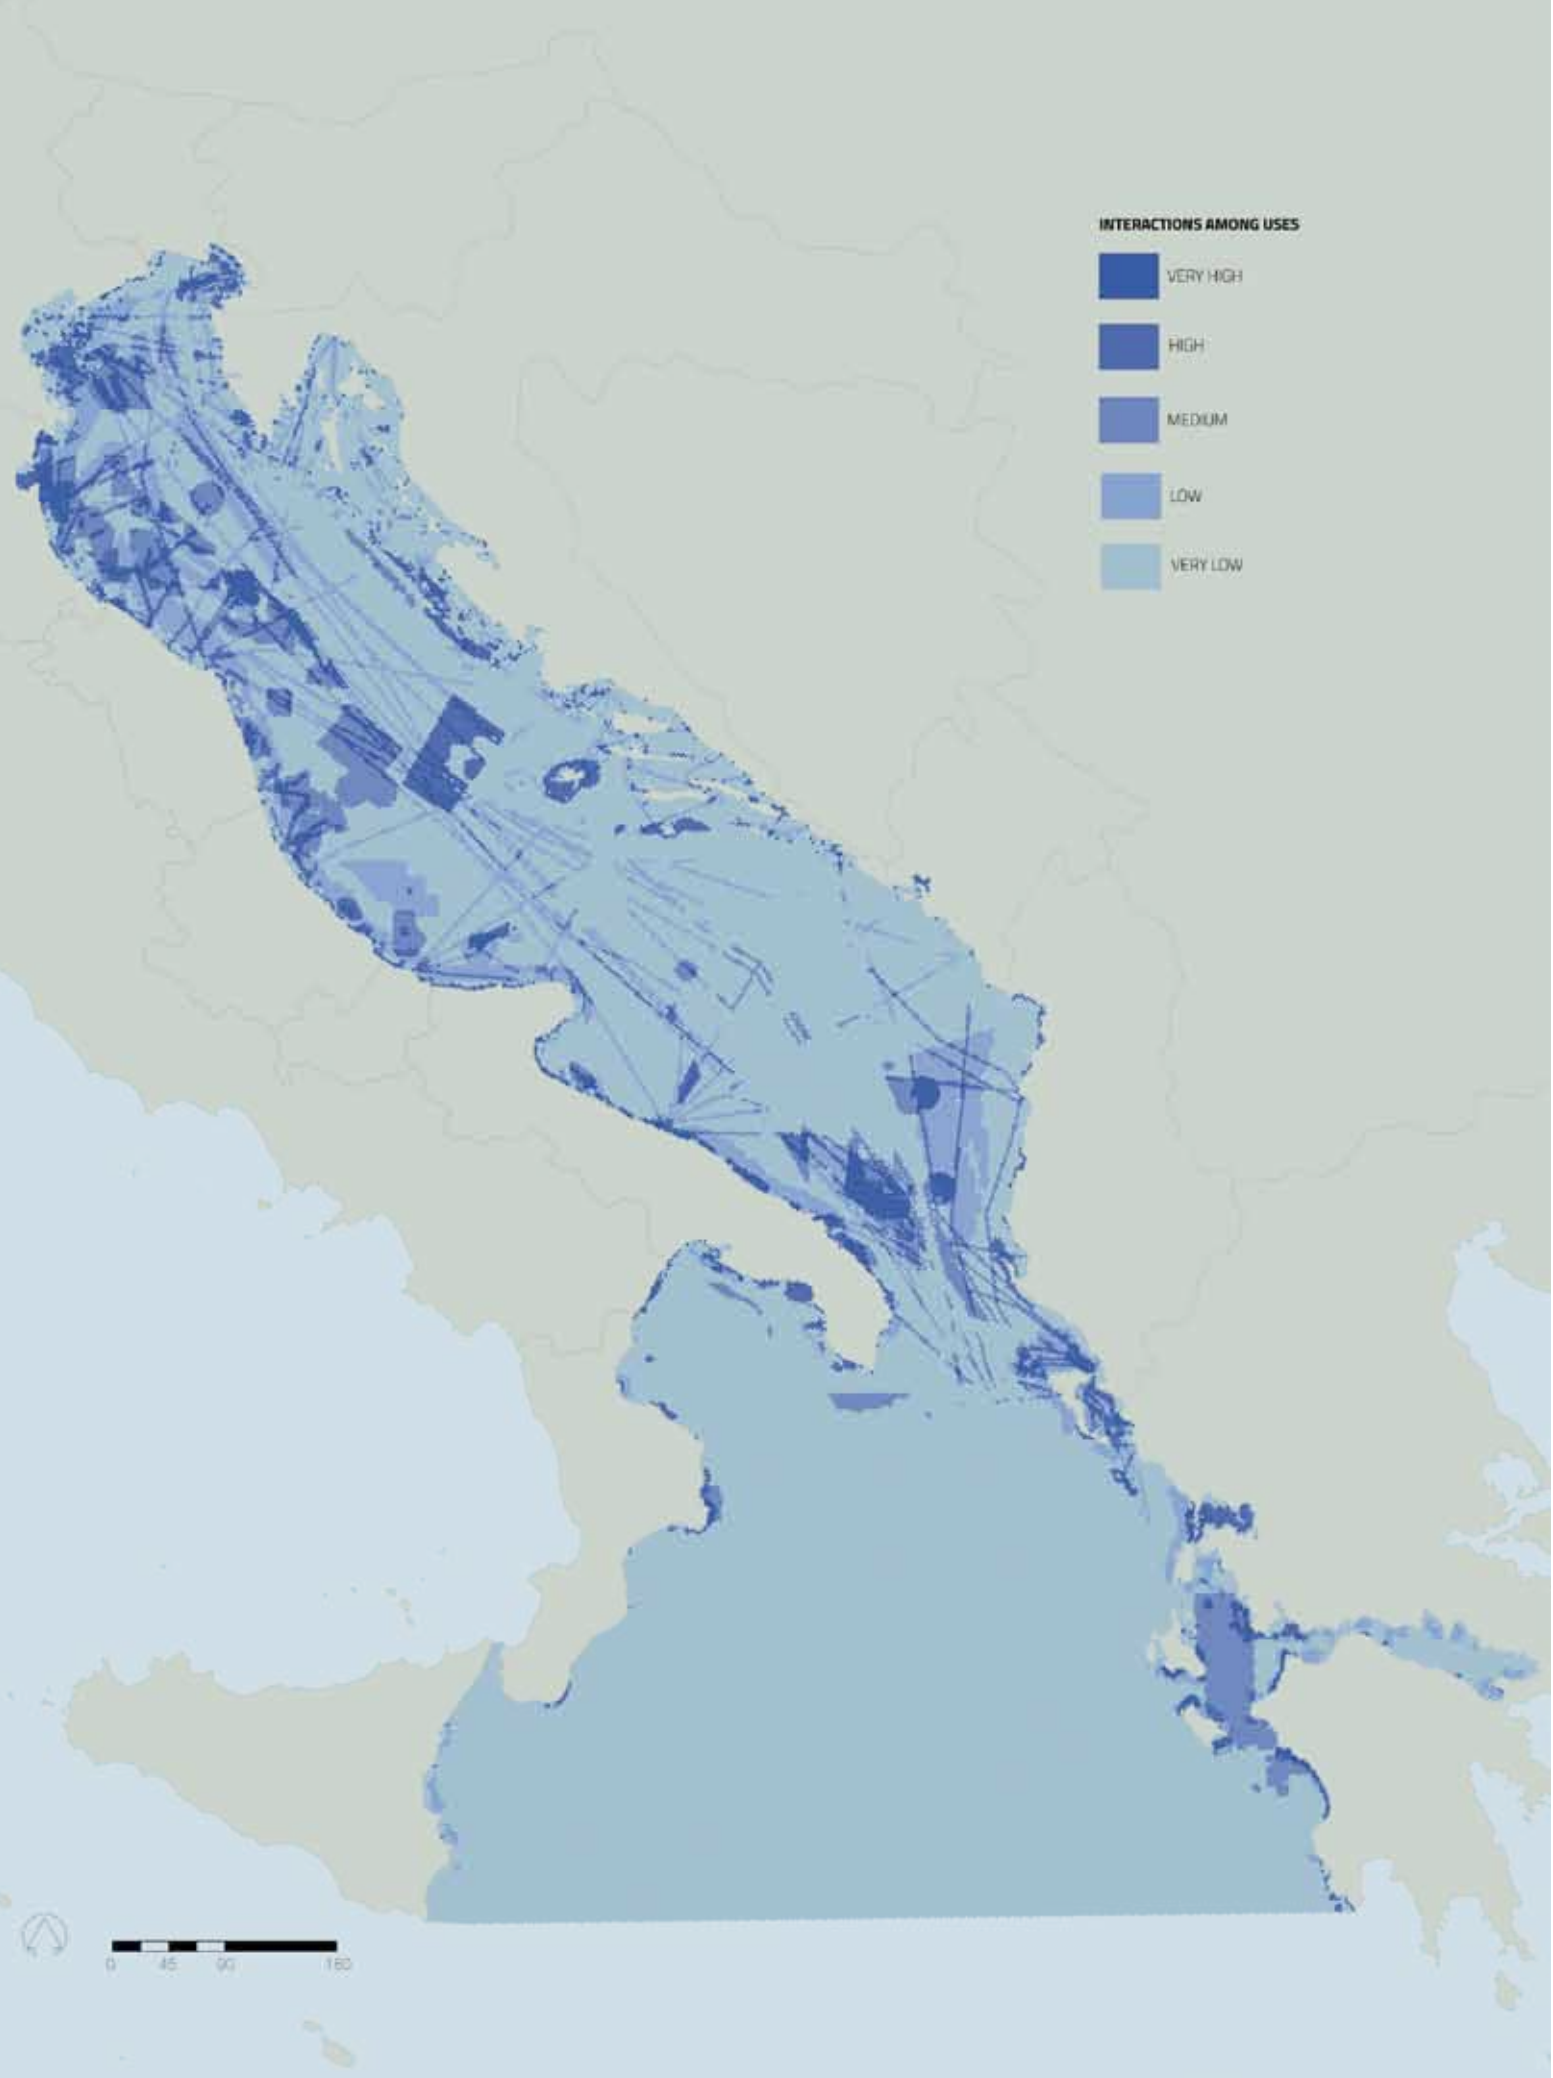 INTERACTIONS AMONG USES
VERY HIGH
HIGH
MEDIUM
LOW
VERY LOW
0 45 90 180